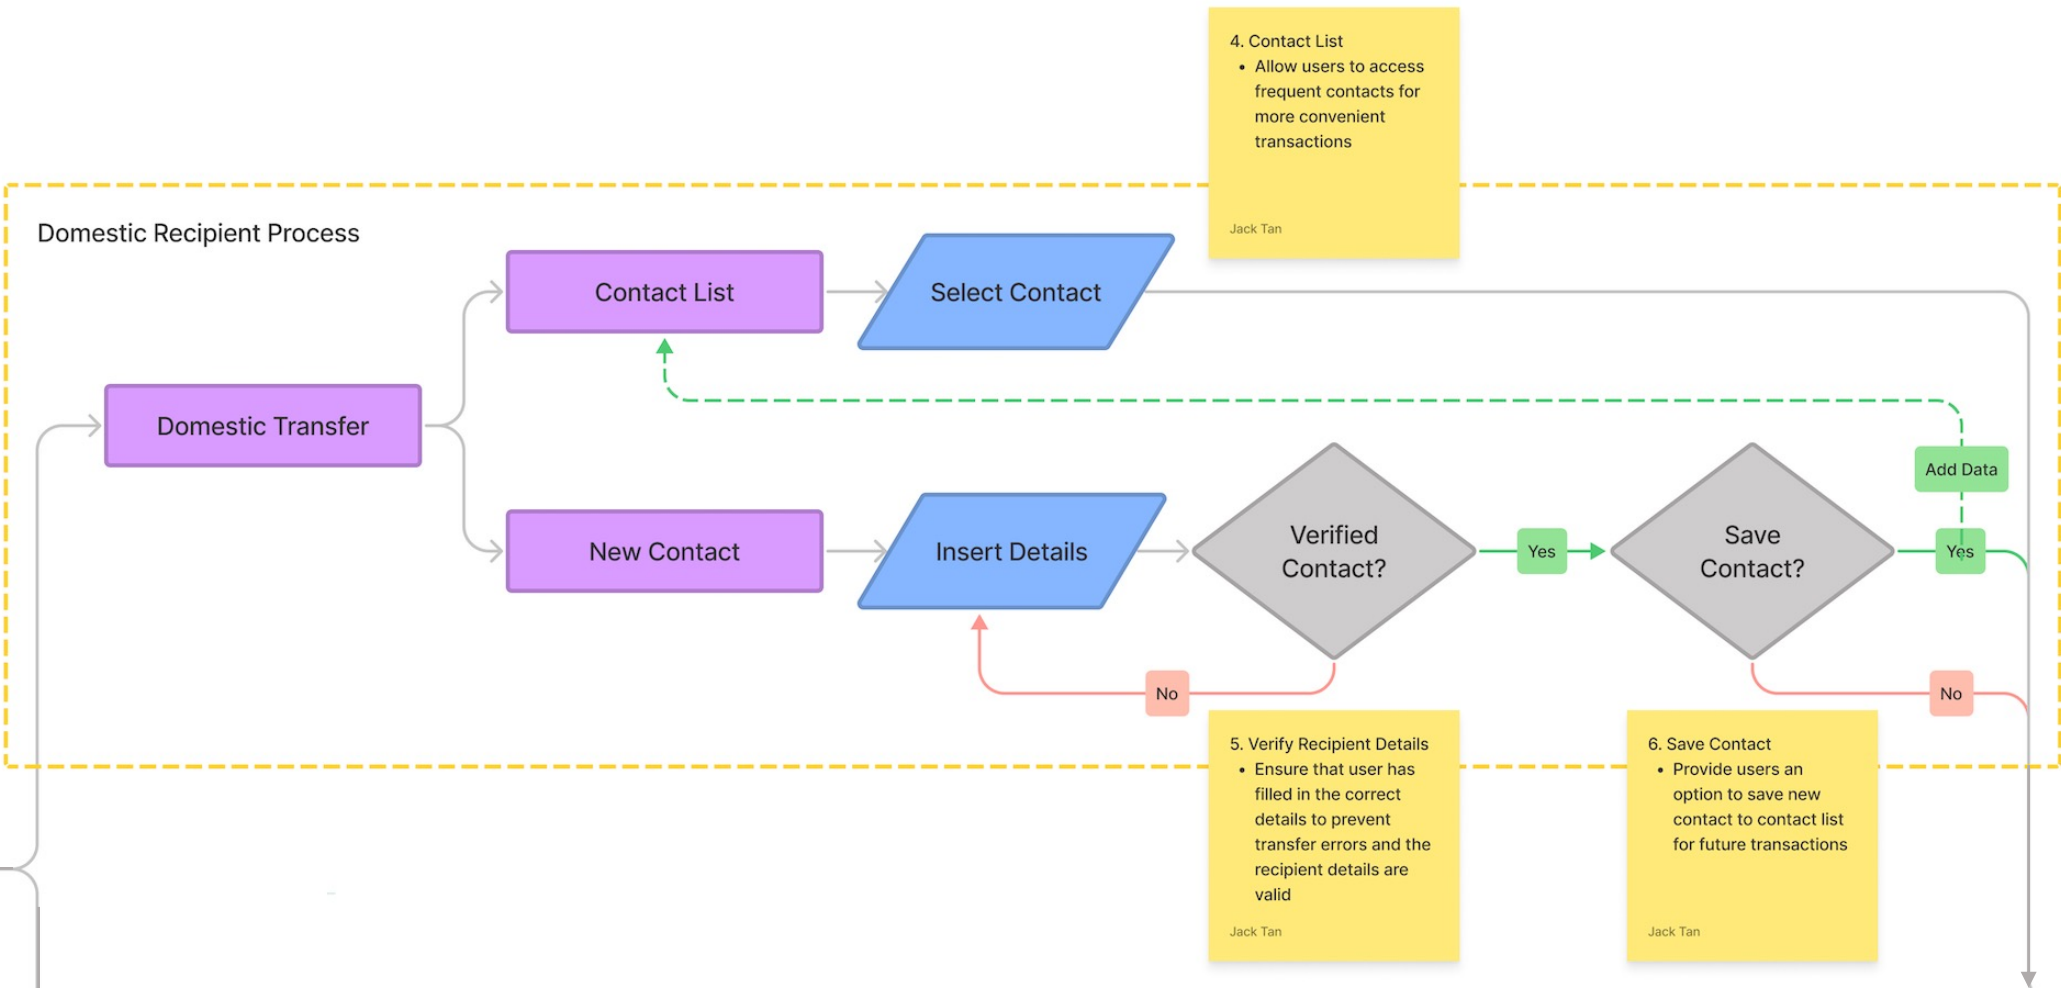 4. Contact List
• Allow users to access
frequent contacts for
more convenient
transactions
Jack Tan
Domestic Recipient Process
Contact List
Select Contact
Domestic Transfer
Add Data
New Contact
Insert Details
Verified
Contact?
Yes
Save
Contact?
Yes
No
No
5. Verify Recipient Details
• Ensure that user has
filled in the correct
details to prevent
transfer errors and the
recipient details are
valid
Jack Tan
6. Save Contact
• Provide users an
option to save new
contact to contact list
for future transactions
Jack Tan